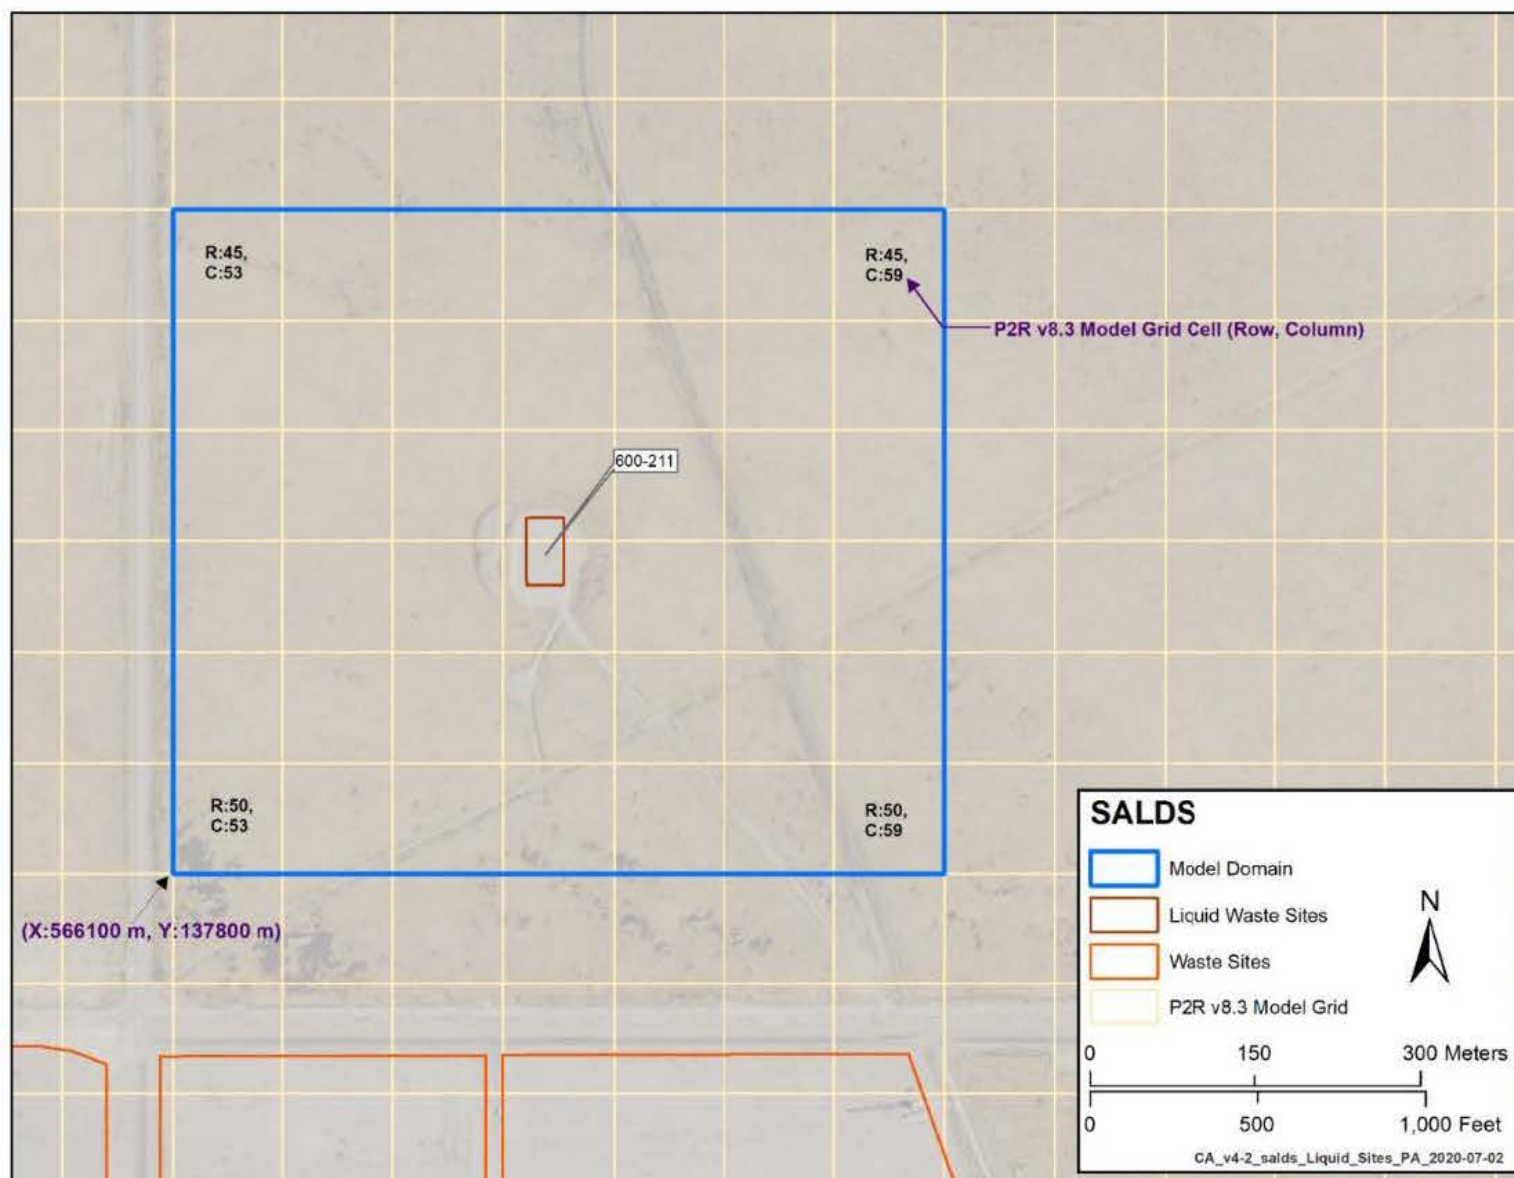 R:45,
C:53
R:45,
C:59
P2R v8.3 Model Grid Cell (Row, Column)
600-211
R:50,
C:53
R:50,
C:59
(X:566100 m, Y:137800 m)
SALDS
Model Domain
Liquid Waste Sites
Waste Sites
P2R v8.3 Model Grid
N
0 150 300 Meters
0 500 1,000 Feet
CA_v4-2_salds_Liquid_Sites_PA_2020-07-02